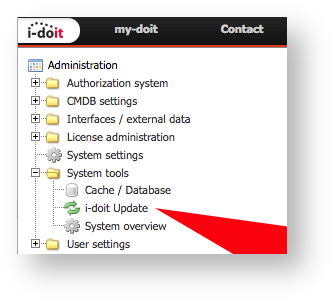 i-doit my-doit Contact
Administration
Authorization system
CMDB settings
Interfaces / external data
License administration
System settings
System tools
Cache / Database
i-doit Update
System overview
User settings